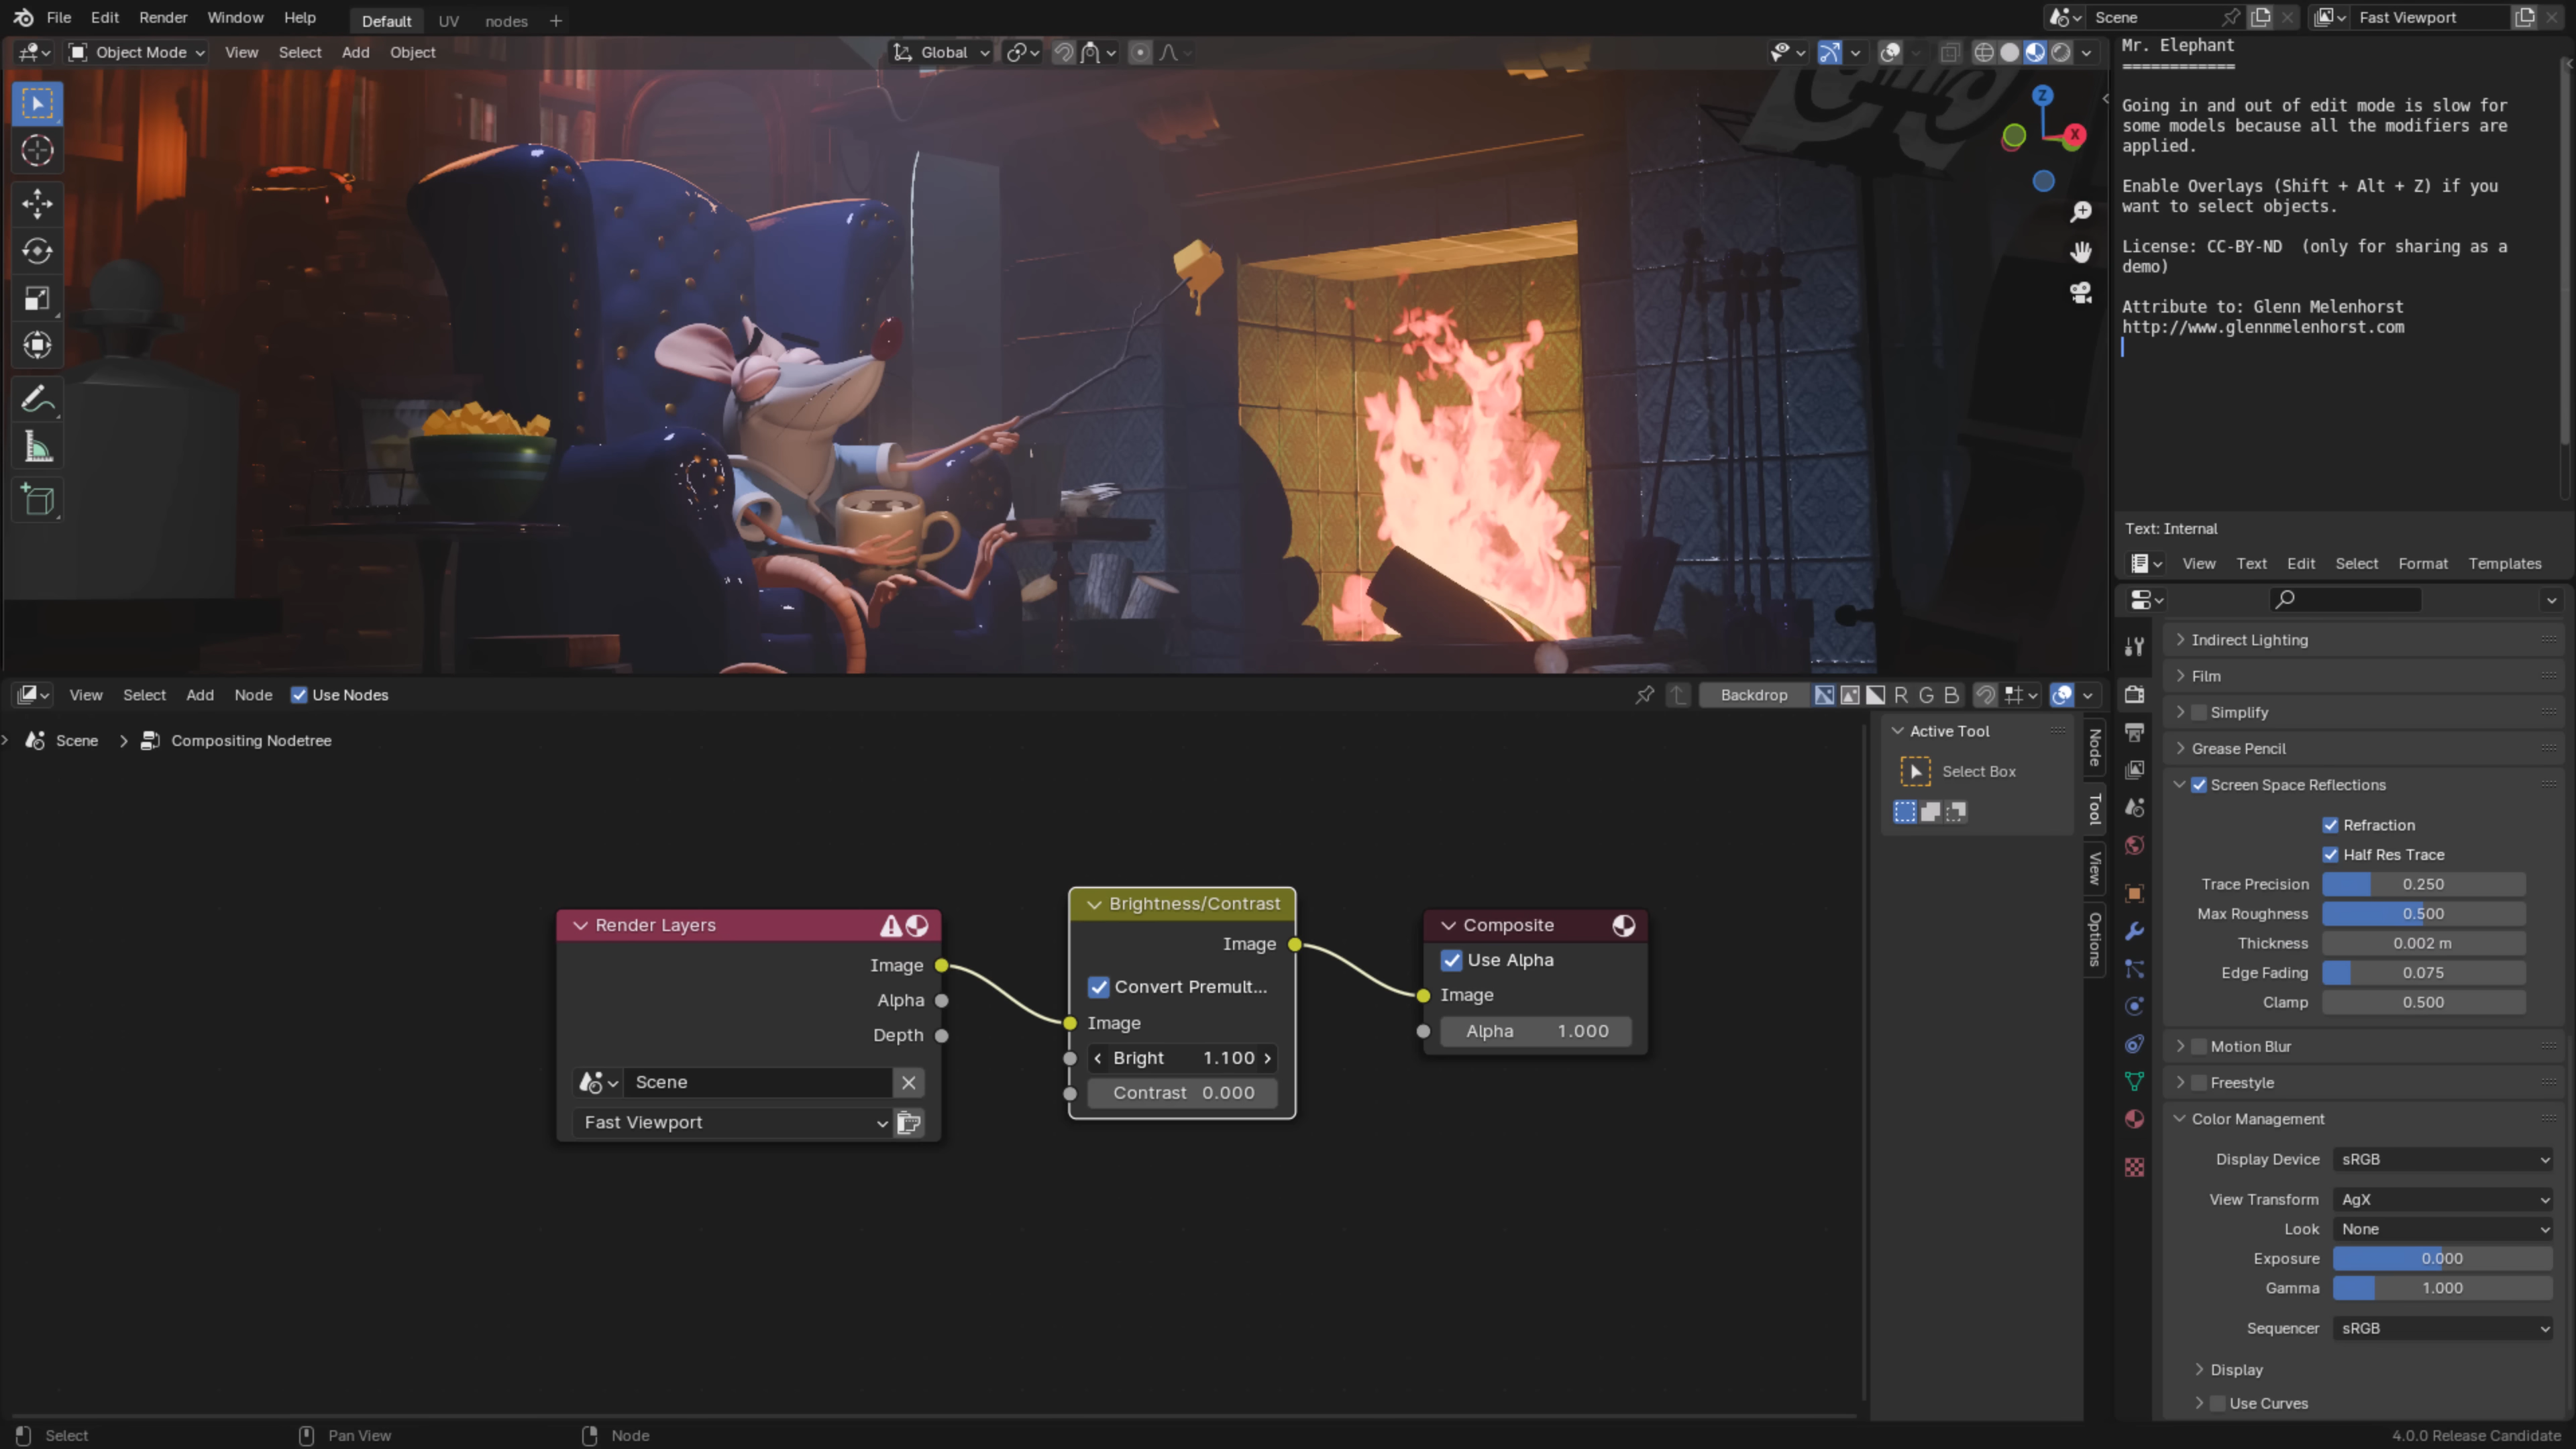 File Edit Render Window Help Default UV nodes + Scene Fast Viewport
Object Mode View Select Add Object Global
Z
X
Mr. Elephant
============
Going in and out of edit mode is slow for
some models because all the modifiers are
applied.
Enable Overlays (Shift + Alt + Z) if you
want to select objects.
License: CC-BY-ND  (only for sharing as a
demo)
Attribute to: Glenn Melenhorst
http://www.glennmelenhorst.com
Text: Internal
View Text Edit Select Format Templates
View Select Add Node Use Nodes Backdrop R G B
Scene Compositing Nodetree
Active Tool
Select Box
Node
Tool
View
Options
Render Layers
Image
Alpha
Depth
Scene
Fast Viewport
Brightness/Contrast
Image
Convert Premult...
Image
Bright 1.100
Contrast 0.000
Composite
Use Alpha
Image
Alpha 1.000
Indirect Lighting
Film
Simplify
Grease Pencil
Screen Space Reflections
Refraction
Half Res Trace
Trace Precision 0.250
Max Roughness 0.500
Thickness 0.002 m
Edge Fading 0.075
Clamp 0.500
Motion Blur
Freestyle
Color Management
Display Device sRGB
View Transform AgX
Look None
Exposure 0.000
Gamma 1.000
Sequencer sRGB
Display
Use Curves
Select Pan View Node 4.0.0 Release Candidate